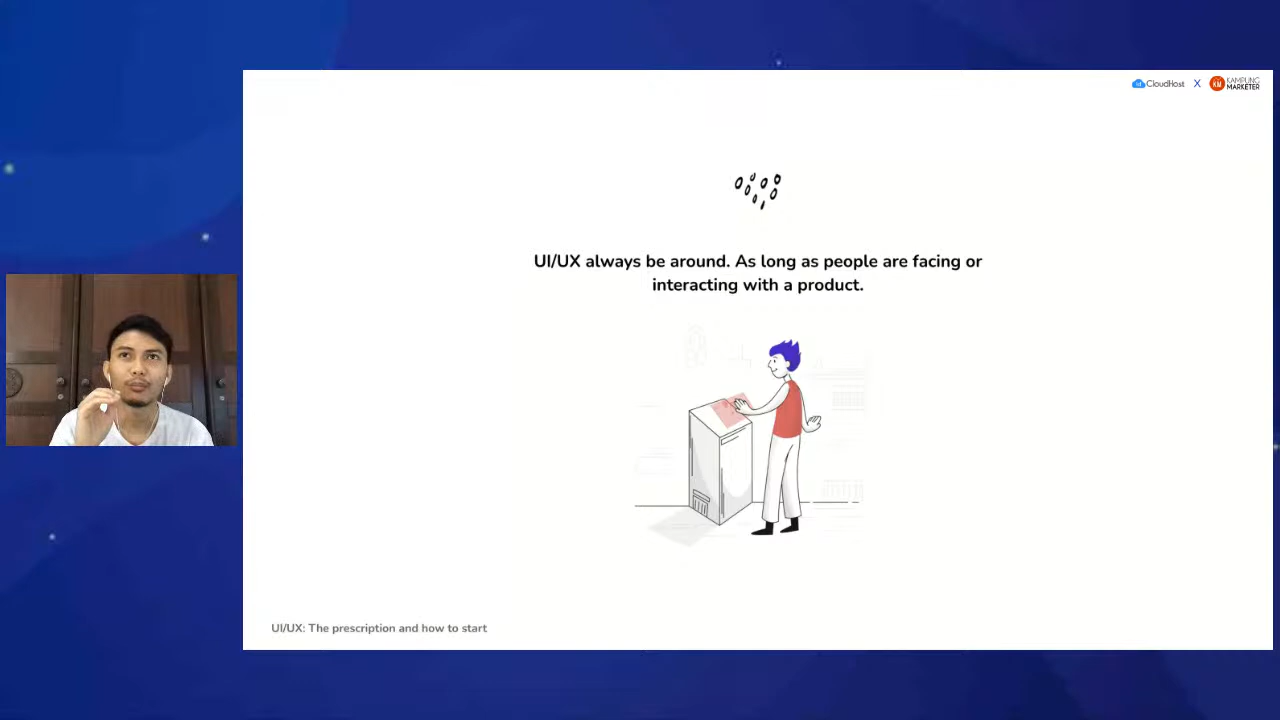 CloudHost X KAMPUNG MARKETER
KM
UI/UX always be around. As long as people are facing or
interacting with a product.
UI/UX: The prescription and how to start